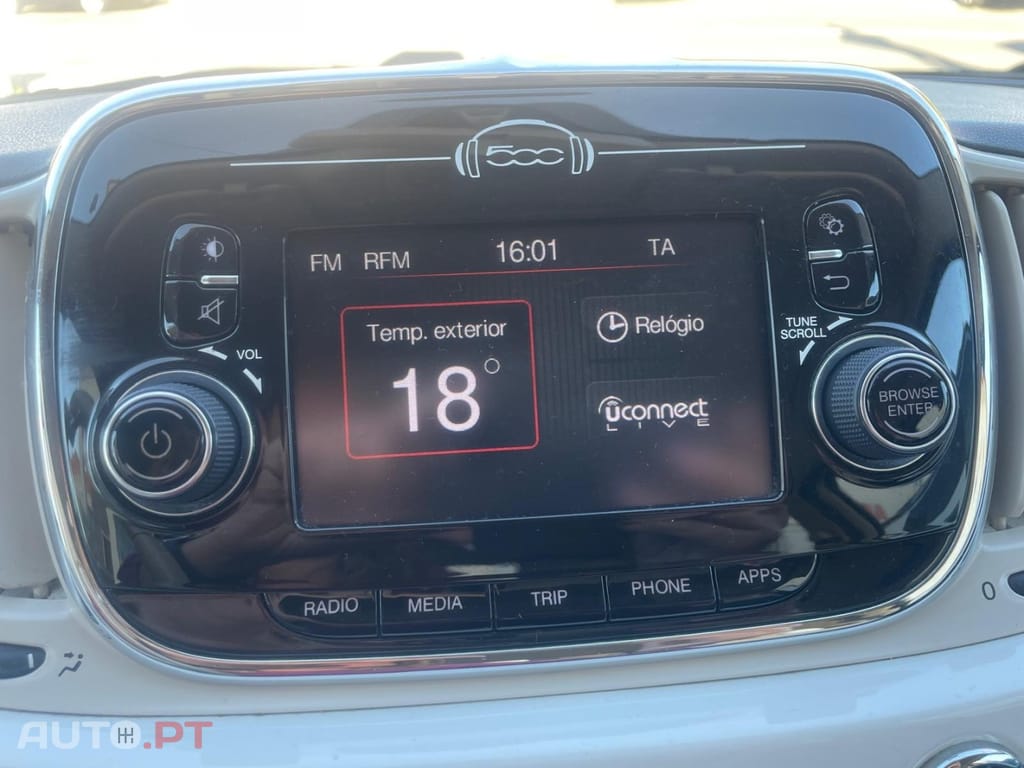 500
FM RFM 16:01 TA
Temp. exterior
18°
Relógio
uconnect
LIVE
VOL
TUNE
SCROLL
BROWSE
ENTER
RADIO MEDIA TRIP PHONE APPS
0
AUTO.PT